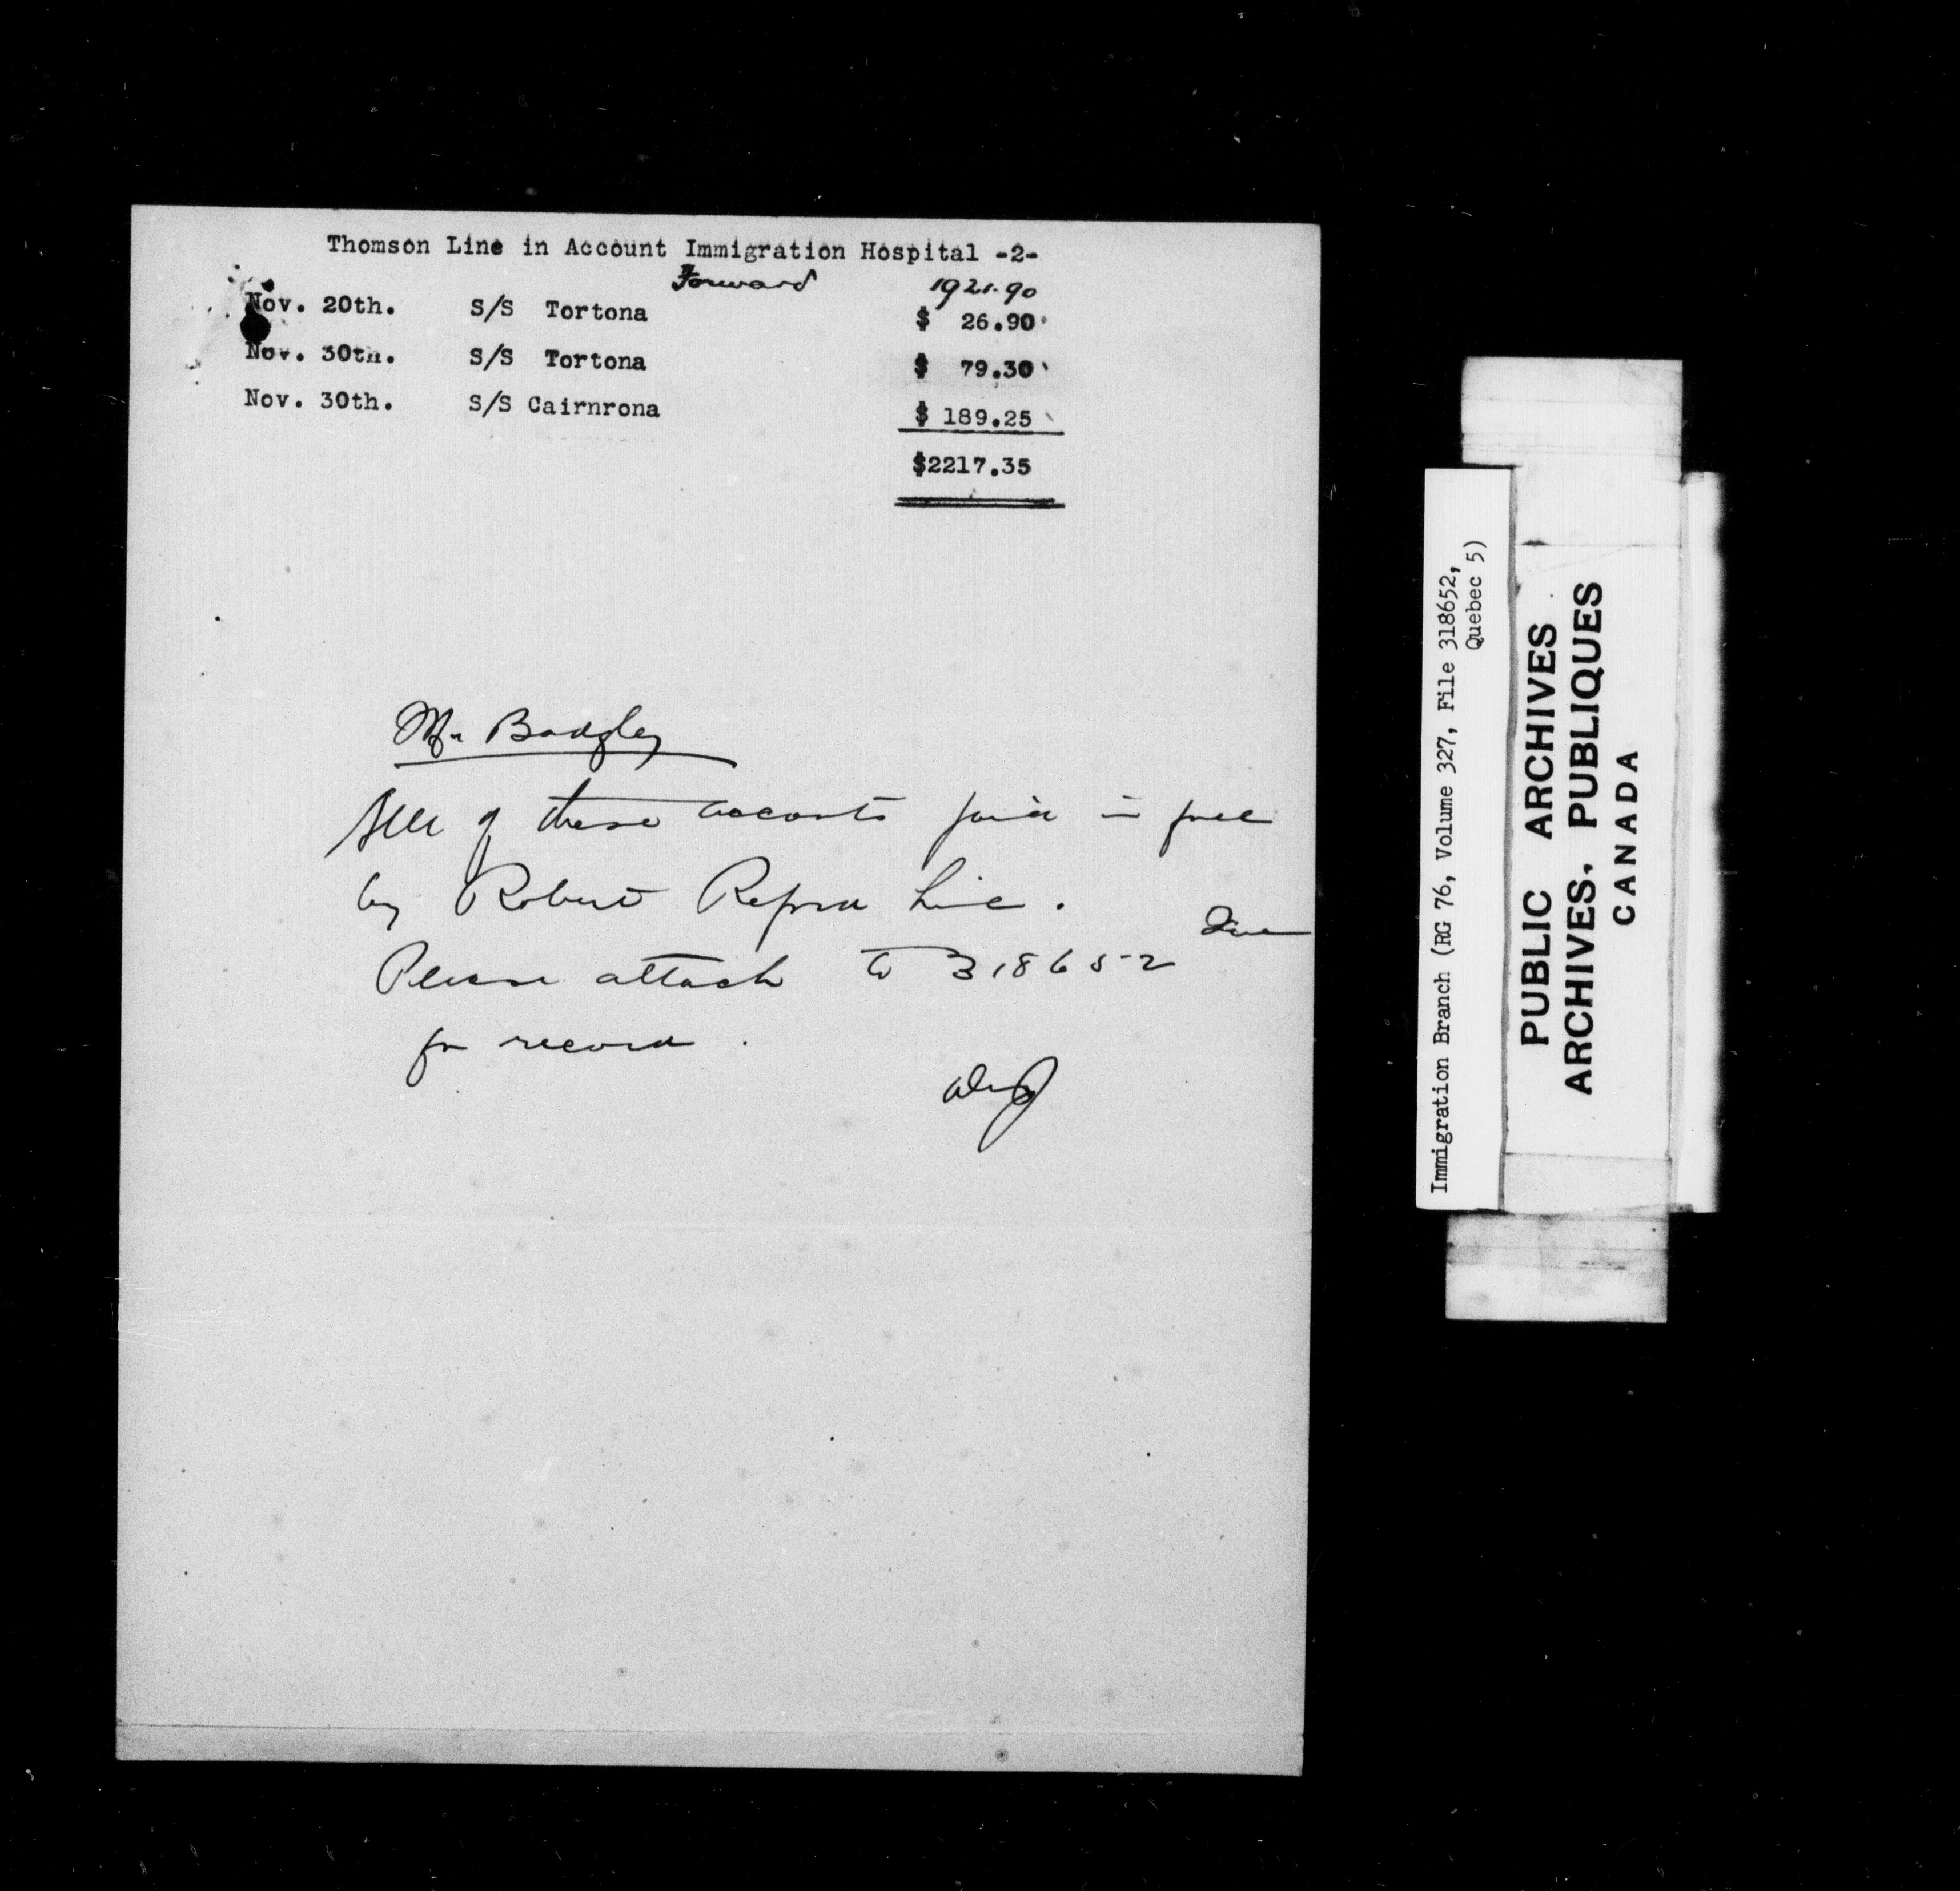 Thomson Line in Account Immigration Hospital -2-
Forward 1921.90
Nov. 20th. S/S Tortona $ 26.90
Nov. 30th. S/S Tortona $ 79.30
Nov. 30th. S/S Cairnrona $ 189.25
$2217.35
Mr Badgley
All of these accounts paid in full
by Robert Reford Line.
Please attach to 318652
for record.
Immigration Branch (RG 76, Volume 327, File 318652,
Quebec 5)
PUBLIC ARCHIVES
ARCHIVES. PUBLIQUES
CANADA